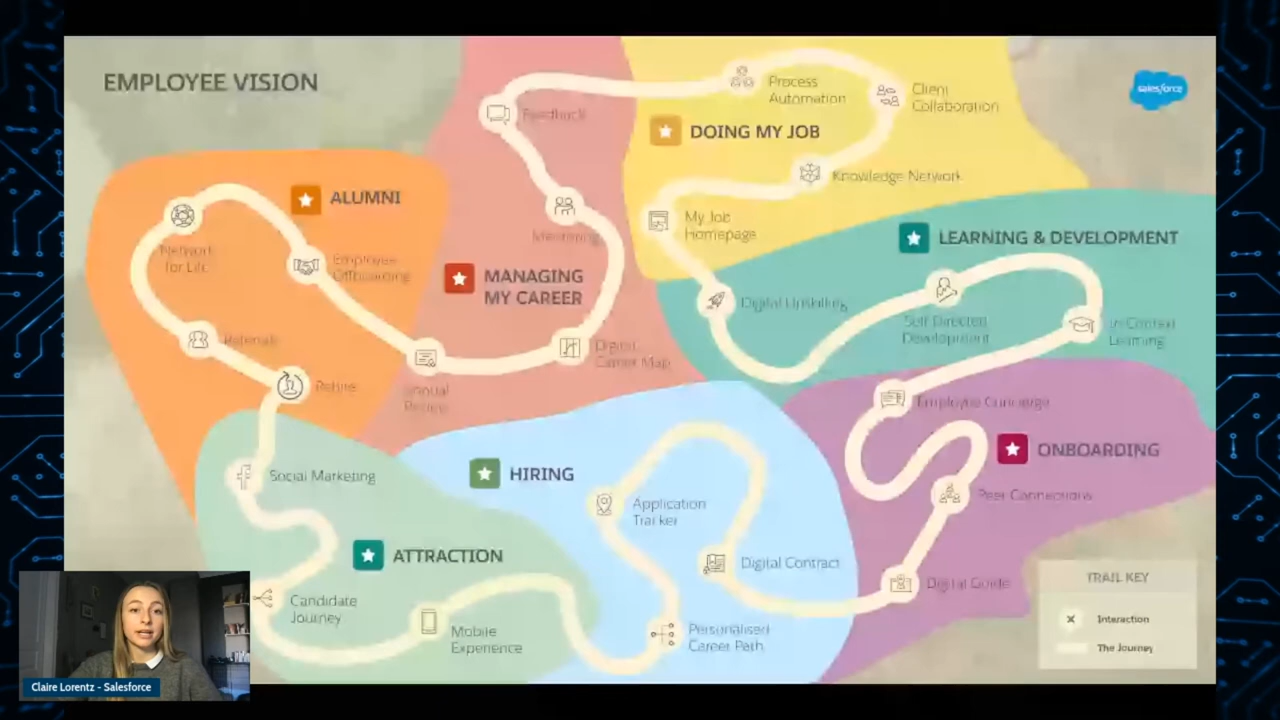 EMPLOYEE VISION
salesforce
Process
Automation
Client
Collaboration
Feedback
DOING MY JOB
Knowledge Network
ALUMNI
My Job
Homepage
Mentoring
LEARNING & DEVELOPMENT
Network
for Life
Employee
Offboarding
MANAGING
MY CAREER
Digital Upskilling
Self Directed
Development
In Context
Learning
Referrals
Digital
Career Map
Retire
Annual
Review
Employee Concierge
HIRING
ONBOARDING
Social Marketing
Application
Tracker
Peer Connections
ATTRACTION
Digital Contract
Digital Guide
TRAIL KEY
Candidate
Journey
Interaction
Mobile
Experience
Personalised
Career Path
The Journey
Claire Lorentz - Salesforce